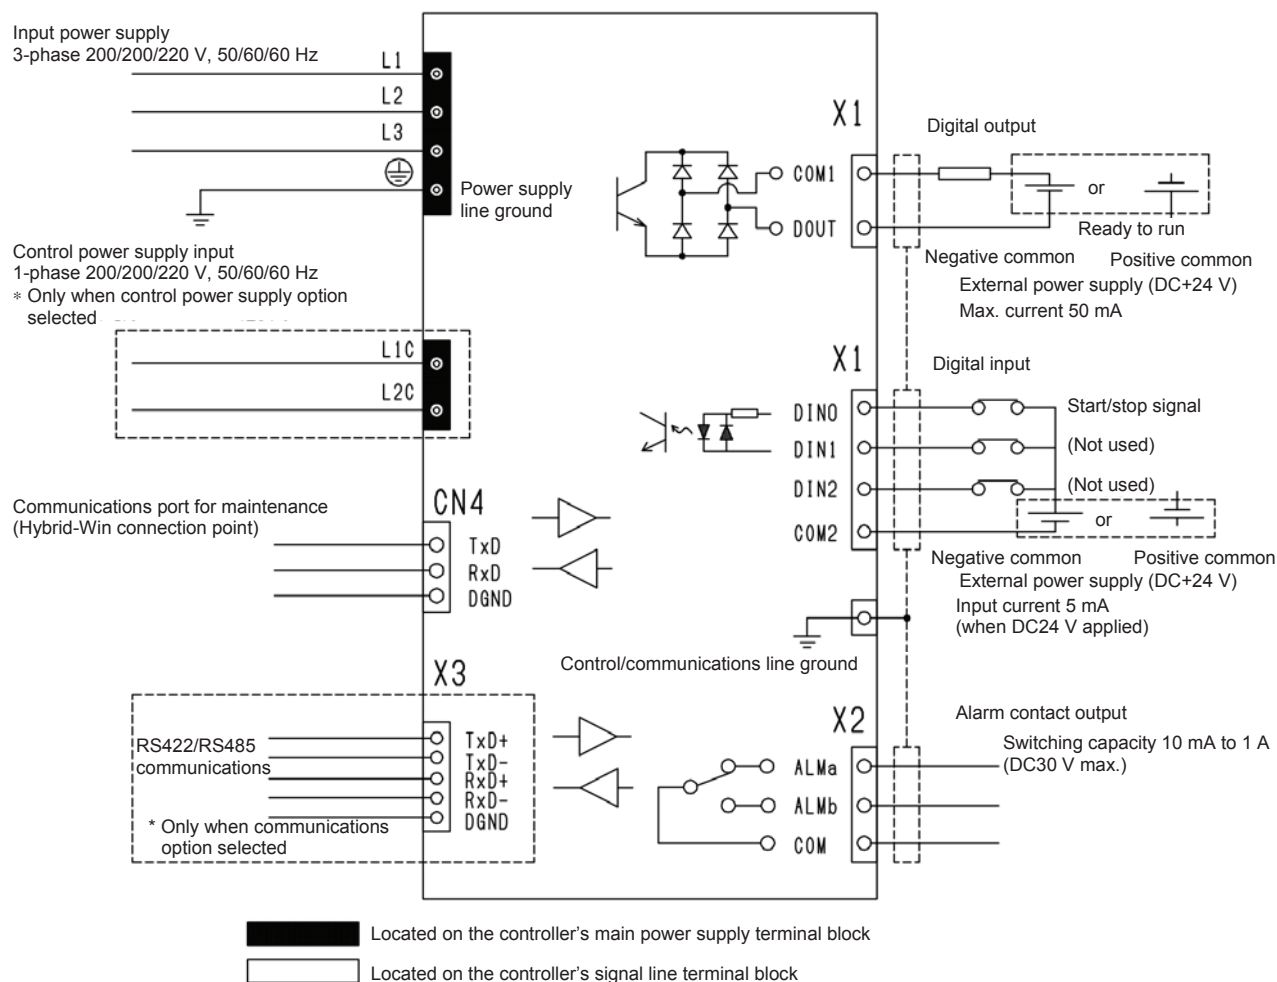 Input power supply
3-phase 200/200/220 V, 50/60/60 Hz
L1
L2
L3
Power supply
line ground
Control power supply input
1-phase 200/200/220 V, 50/60/60 Hz
* Only when control power supply option
selected
L1C
L2C
Communications port for maintenance
(Hybrid-Win connection point)
CN4
TxD
RxD
DGND
X3
RS422/RS485
communications
TxD+
TxD-
RxD+
RxD-
DGND
* Only when communications
option selected
X1
Digital output
COM1
DOUT
or
Ready to run
Negative common
Positive common
External power supply (DC+24 V)
Max. current 50 mA
X1
Digital input
DIN0
DIN1
DIN2
COM2
Start/stop signal
(Not used)
(Not used)
or
Negative common
Positive common
External power supply (DC+24 V)
Input current 5 mA
(when DC24 V applied)
Control/communications line ground
X2
Alarm contact output
Switching capacity 10 mA to 1 A
(DC30 V max.)
ALMa
ALMb
COM
Located on the controller’s main power supply terminal block
Located on the controller’s signal line terminal block